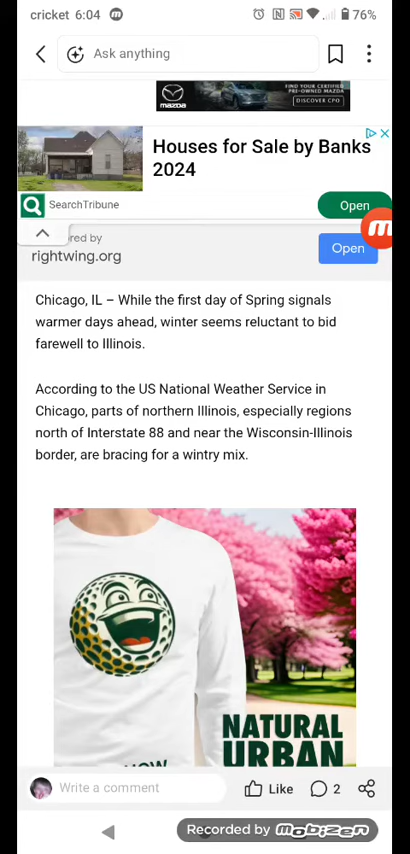 cricket 6:04 76%
Ask anything
mazda FIND YOUR CERTIFIED
PRE-OWNED MAZDA
DISCOVER CPO
Houses for Sale by Banks
2024
SearchTribune Open
red by
rightwing.org Open
Chicago, IL – While the first day of Spring signals
warmer days ahead, winter seems reluctant to bid
farewell to Illinois.
According to the US National Weather Service in
Chicago, parts of northern Illinois, especially regions
north of Interstate 88 and near the Wisconsin-Illinois
border, are bracing for a wintry mix.
NATURAL
URBAN
Write a comment Like 2
Recorded by mobizen